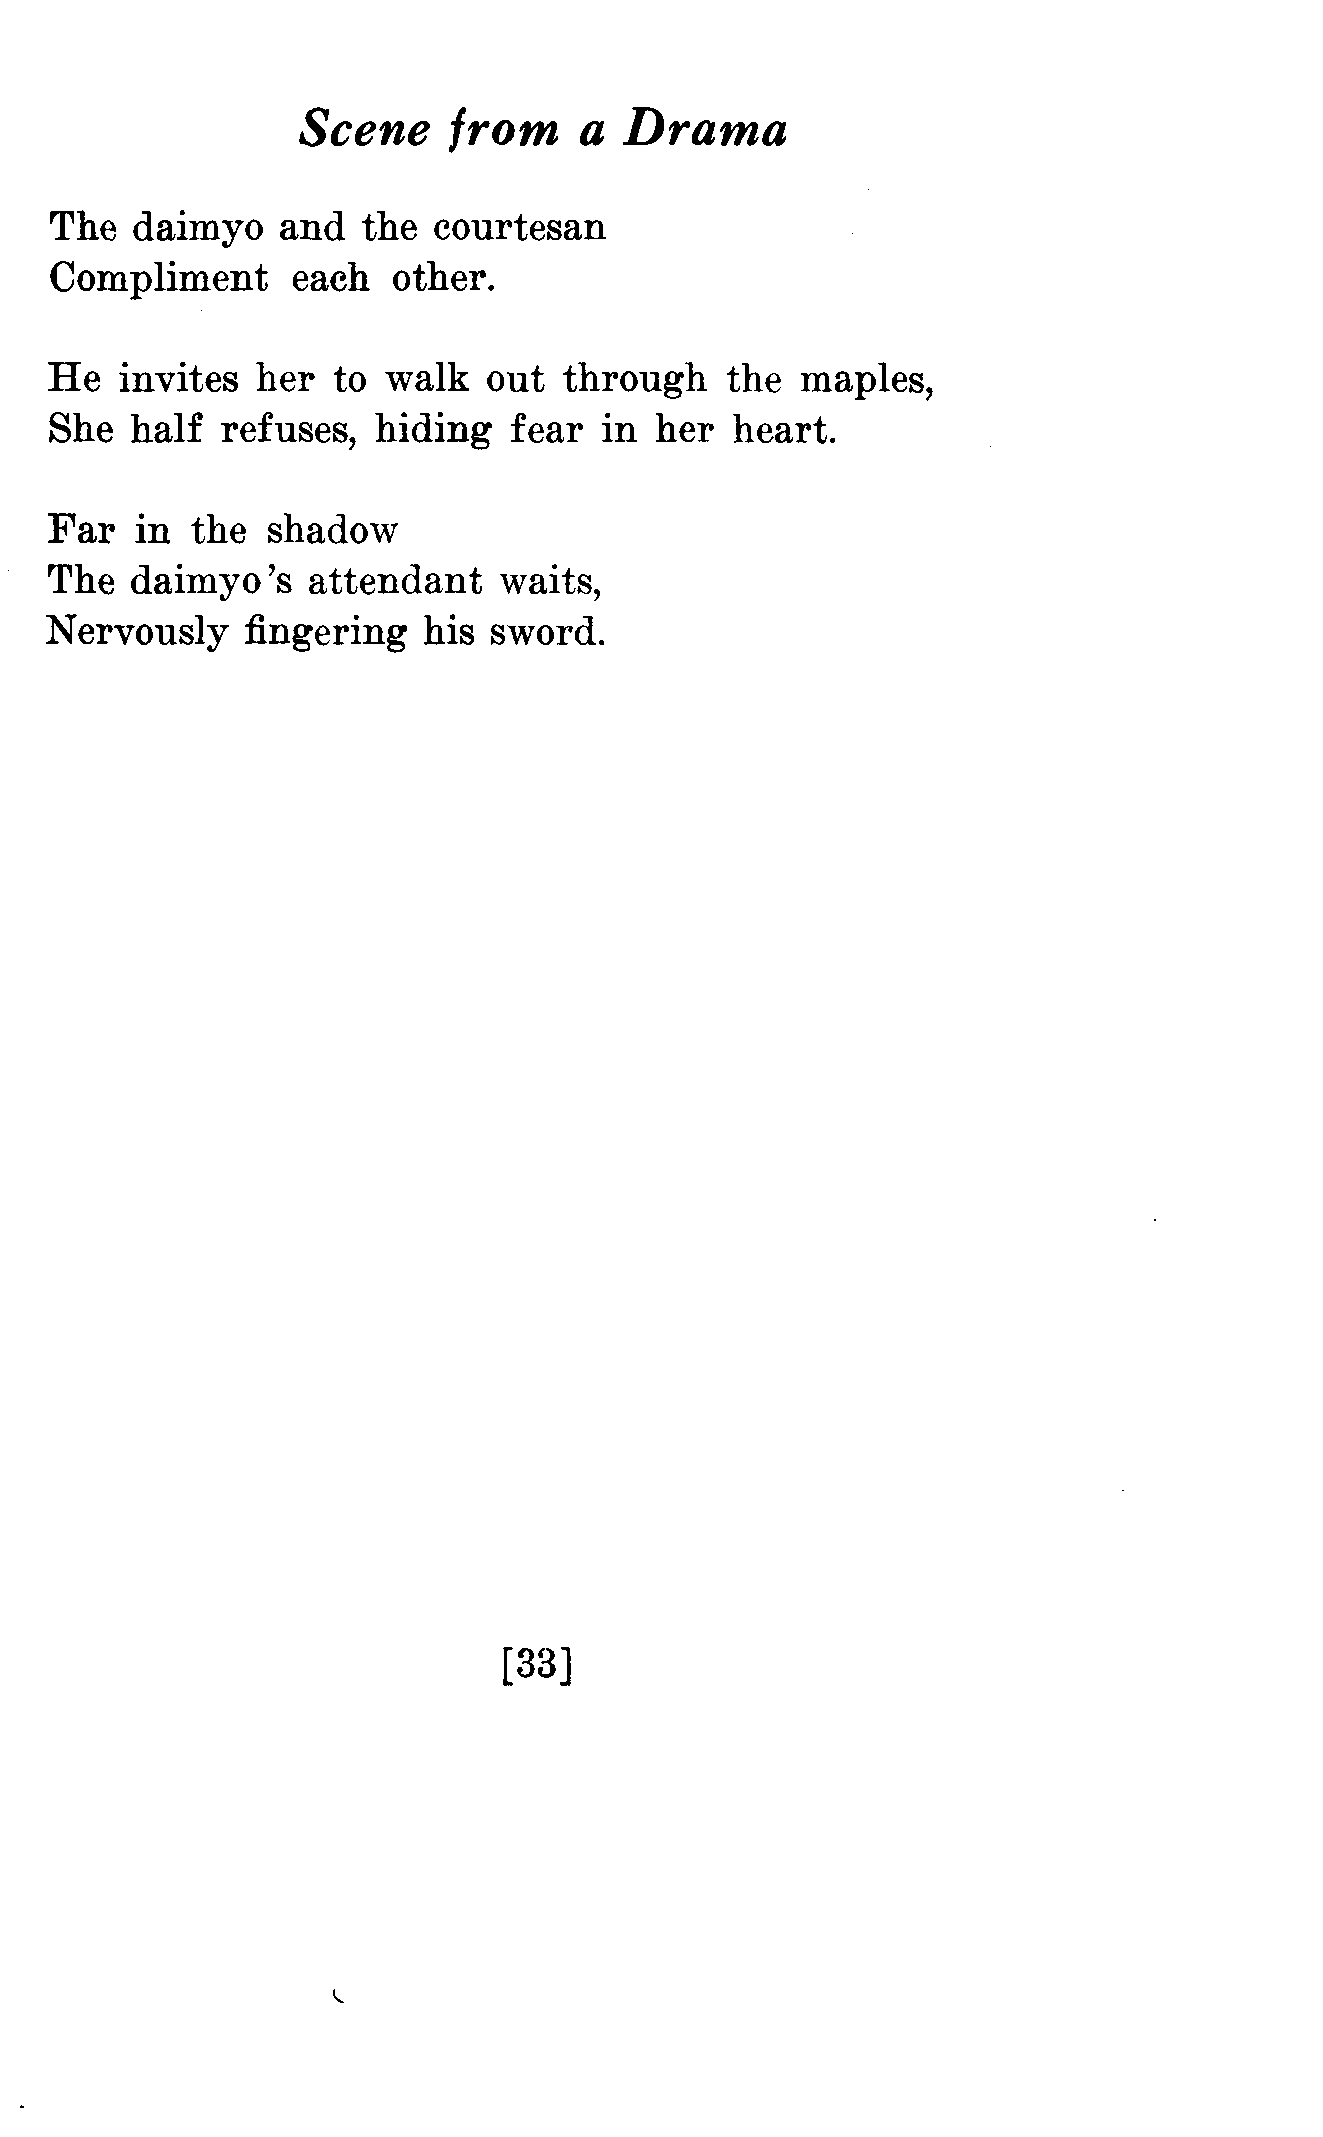 Scene from a Drama
The daimyo and the courtesan
Compliment each other.
He invites her to walk out through the maples,
She half refuses, hiding fear in her heart.
Far in the shadow
The daimyo's attendant waits,
Nervously fingering his sword.
[33]